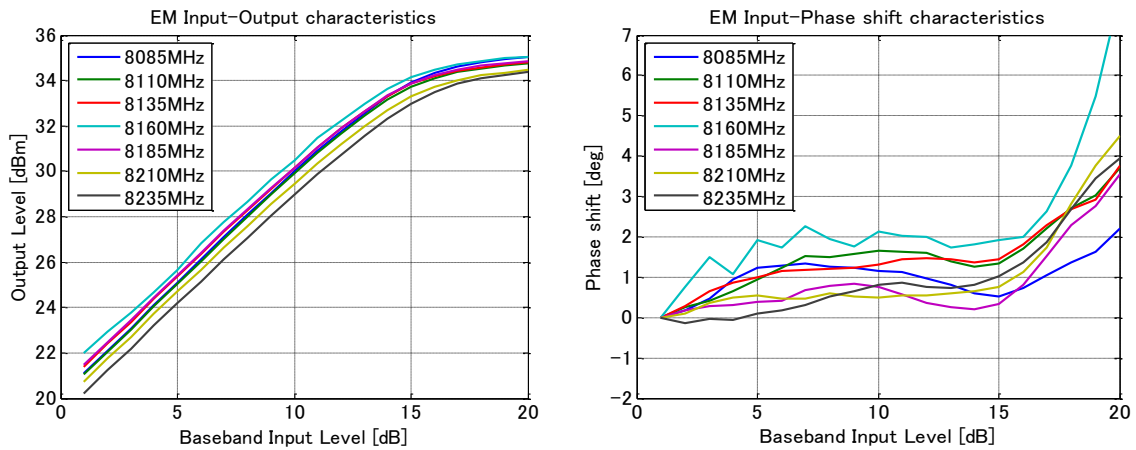 EM Input-Output characteristics
36
34
32
30
28
26
24
22
20
Output Level [dBm]
8085MHz
8110MHz
8135MHz
8160MHz
8185MHz
8210MHz
8235MHz
0
5
10
15
20
Baseband Input Level [dB]
EM Input-Phase shift characteristics
7
6
5
4
3
2
1
0
-1
-2
Phase shift [deg]
8085MHz
8110MHz
8135MHz
8160MHz
8185MHz
8210MHz
8235MHz
0
5
10
15
20
Baseband Input Level [dB]